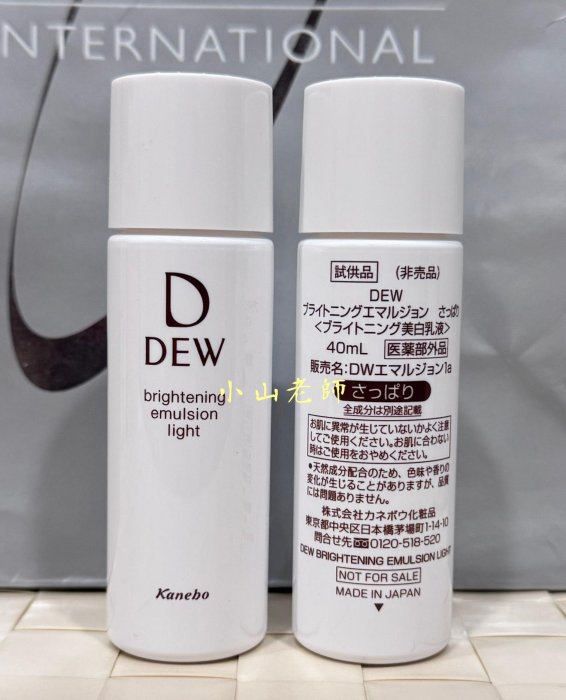 INTERNATIONAL
D
DEW
brightening
emulsion
light
Kanebo
小山老師
試供品 (非売品)
DEW
ブライトニングエマルジョン さっぱり
<ブライトニング美白乳液>
40mL 医薬部外品
販売名:DWエマルジョン1a
さっぱり
全成分は別途記載
お肌に異常が生じていないかよく注意
してご使用ください。お肌に合わない
時はご使用をおやめください。
●天然成分配合のため、色味や香りの
変化が生じることがありますが、品質
には問題ありません。
株式会社カネボウ化粧品
東京都中央区日本橋茅場町1-14-10
問合せ先 0120-518-520
DEW BRIGHTENING EMULSION LIGHT
NOT FOR SALE
MADE IN JAPAN